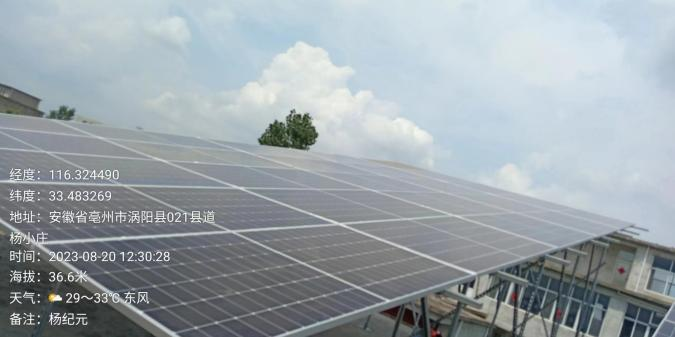 经度：116.324490
纬度：33.483269
地址：安徽省亳州市涡阳县021县道
杨小庄
时间：2023-08-20 12:30:28
海拔：36.6米
天气：⛅ 29～33℃ 东风
备注：杨纪元